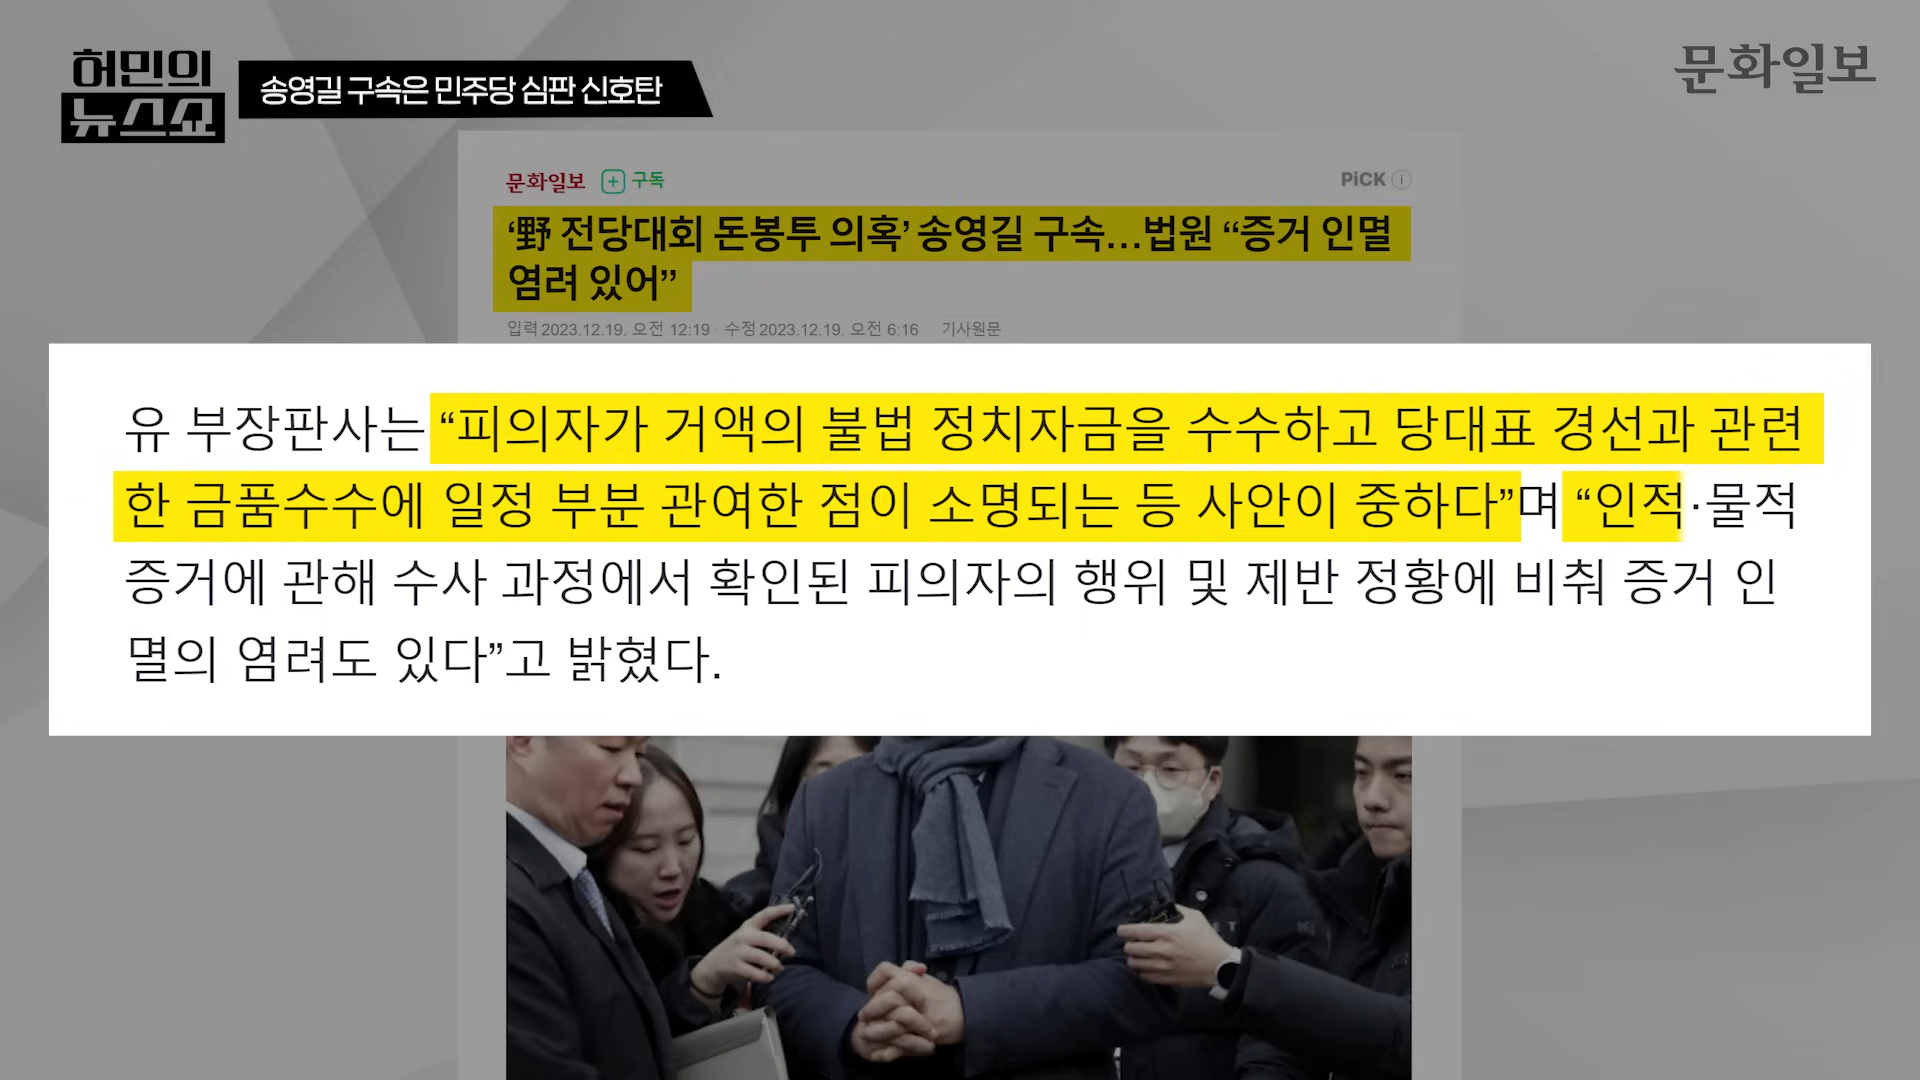 허민의
뉴스쇼
송영길 구속은 민주당 심판 신호탄
문화일보
문화일보 구독
PiCK
‘野 전당대회 돈봉투 의혹’ 송영길 구속…법원 “증거 인멸
염려 있어”
입력 2023.12.19. 오전 12:19 · 수정 2023.12.19. 오전 6:16 기사원문
유 부장판사는 “피의자가 거액의 불법 정치자금을 수수하고 당대표 경선과 관련
한 금품수수에 일정 부분 관여한 점이 소명되는 등 사안이 중하다”며 “인적·물적
증거에 관해 수사 과정에서 확인된 피의자의 행위 및 제반 정황에 비춰 증거 인
멸의 염려도 있다”고 밝혔다.